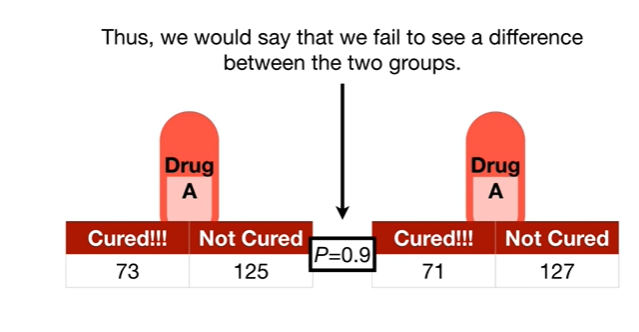 Thus, we would say that we fail to see a difference
between the two groups.
Drug
A
Drug
A
Cured!!! Not Cured
73 125
P=0.9
Cured!!! Not Cured
71 127